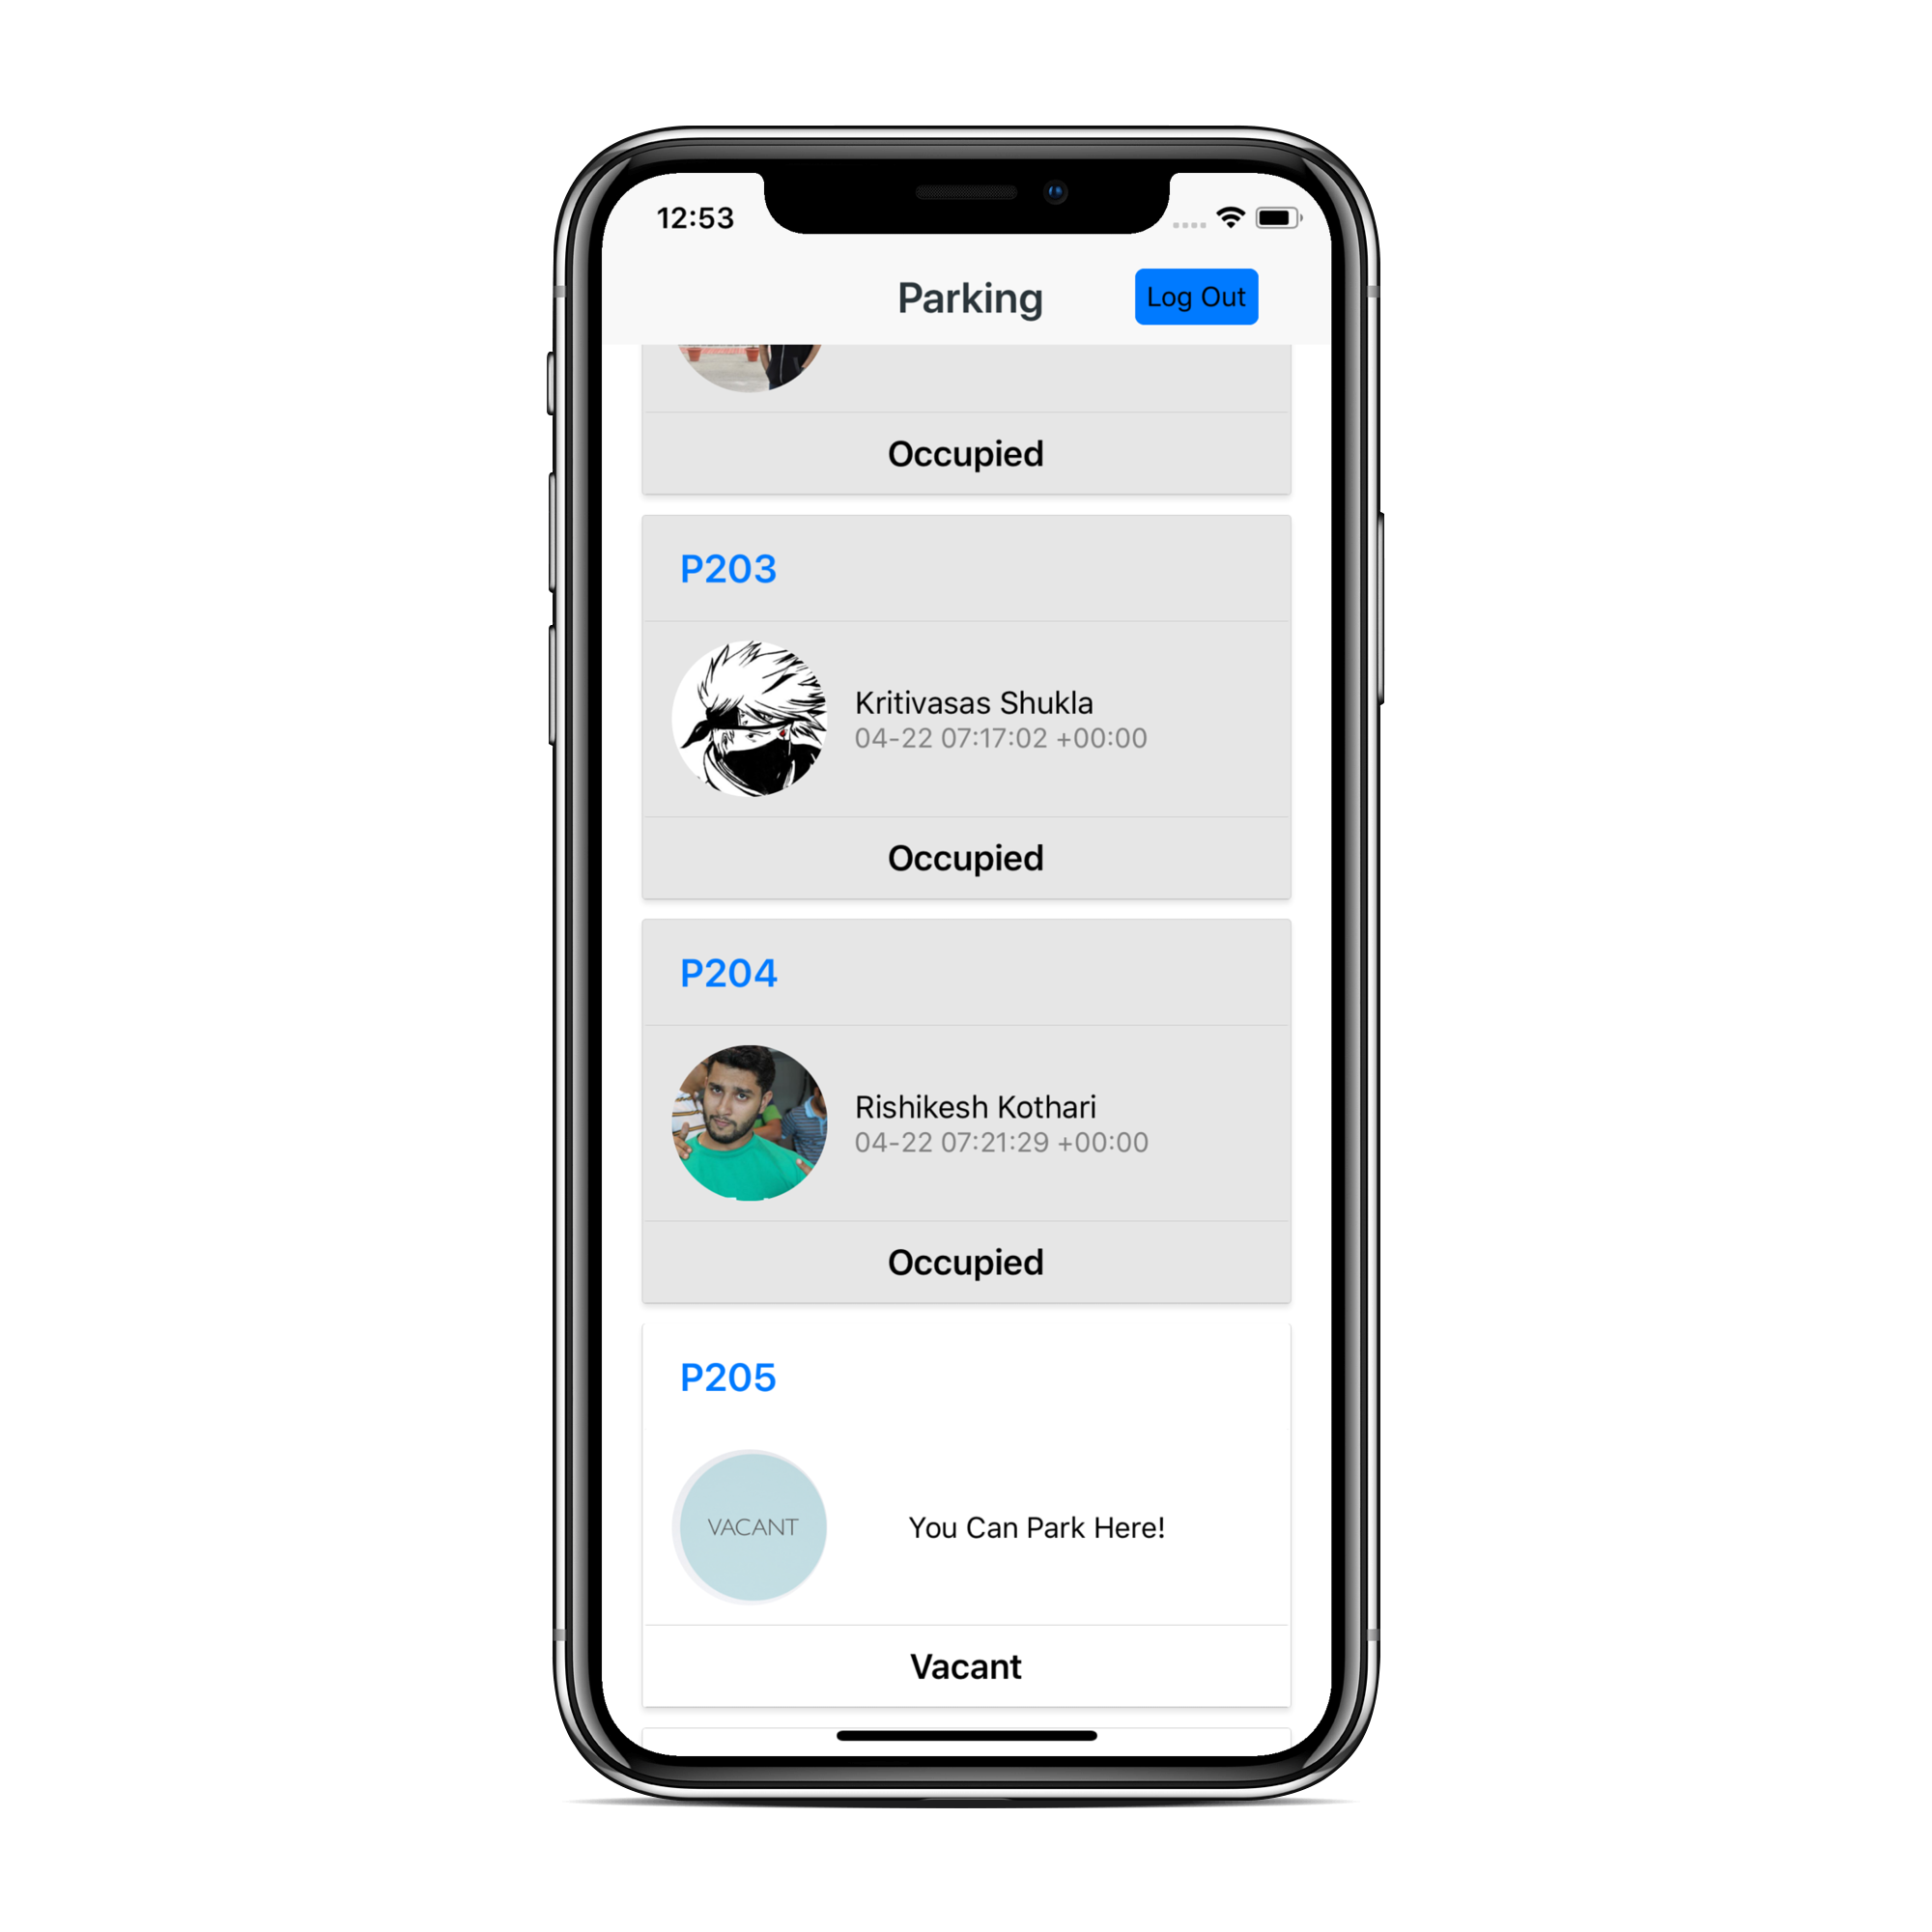 12:53
Parking
Log Out
Occupied
P203
Kritivasas Shukla
04-22 07:17:02 +00:00
Occupied
P204
Rishikesh Kothari
04-22 07:21:29 +00:00
Occupied
P205
VACANT
You Can Park Here!
Vacant